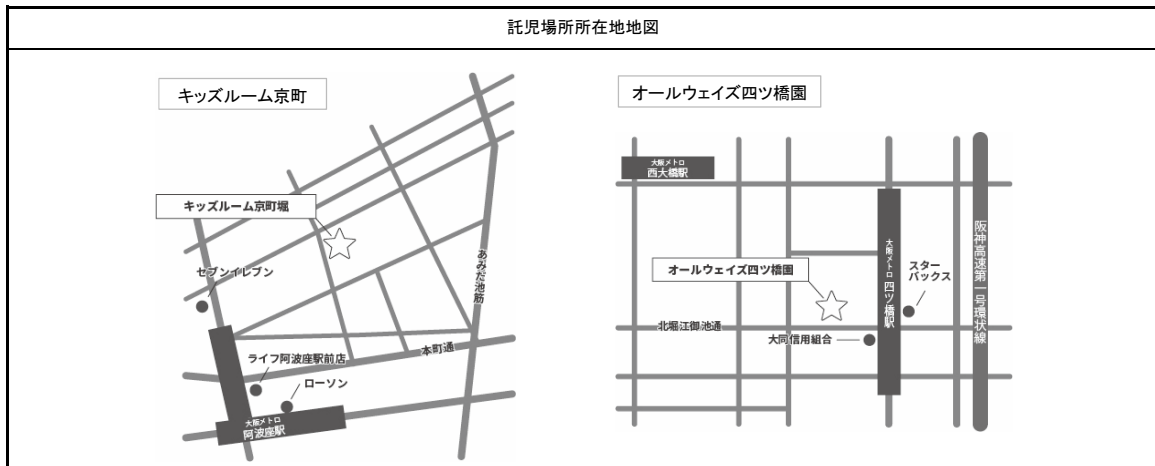 託児場所所在地地図
キッズルーム京町
キッズルーム京町堀
セブンイレブン
あみだ池筋
本町通
ライフ阿波座駅前店
ローソン
大阪メトロ
阿波座駅
オールウェイズ四ツ橋園
大阪メトロ
西大橋駅
大阪メトロ 四ツ橋駅
阪神高速第一号環状線
スター
バックス
オールウェイズ四ツ橋園
北堀江御池通
大同信用組合